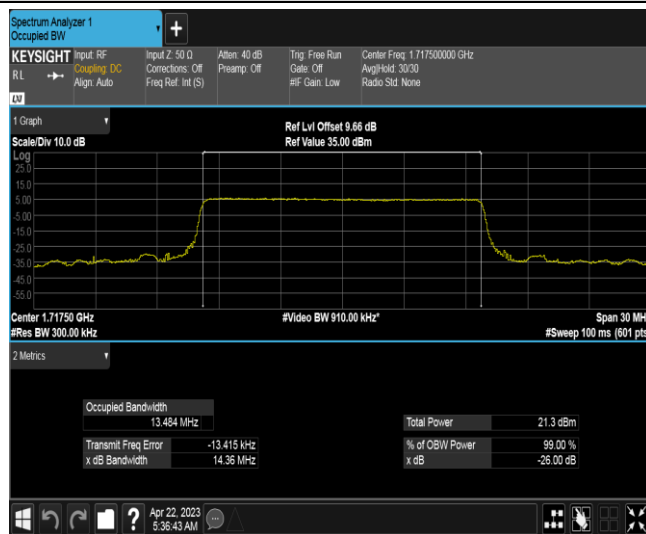 Spectrum Analyzer 1
Occupied BW
+
KEYSIGHT Input: RF Input Z: 50 Ω Atten: 40 dB Trig: Free Run Center Freq: 1.717500000 GHz
RL Coupling: DC Corrections: Off Preamp: Off Gate: Off Avg|Hold: 30/30
Align: Auto Freq Ref: Int (S) #IF Gain: Low Radio Std: None
LXI
1 Graph
Ref Lvl Offset 9.66 dB
Scale/Div 10.0 dB Ref Value 35.00 dBm
Log
25.0
15.0
5.00
-5.00
-15.0
-25.0
-35.0
-45.0
-55.0
Center 1.71750 GHz #Video BW 910.00 kHz* Span 30 MH
#Res BW 300.00 kHz #Sweep 100 ms (601 pts
2 Metrics
Occupied Bandwidth
13.484 MHz Total Power 21.3 dBm
Transmit Freq Error -13.415 kHz % of OBW Power 99.00 %
x dB Bandwidth 14.36 MHz x dB -26.00 dB
? Apr 22, 2023
5:36:43 AM